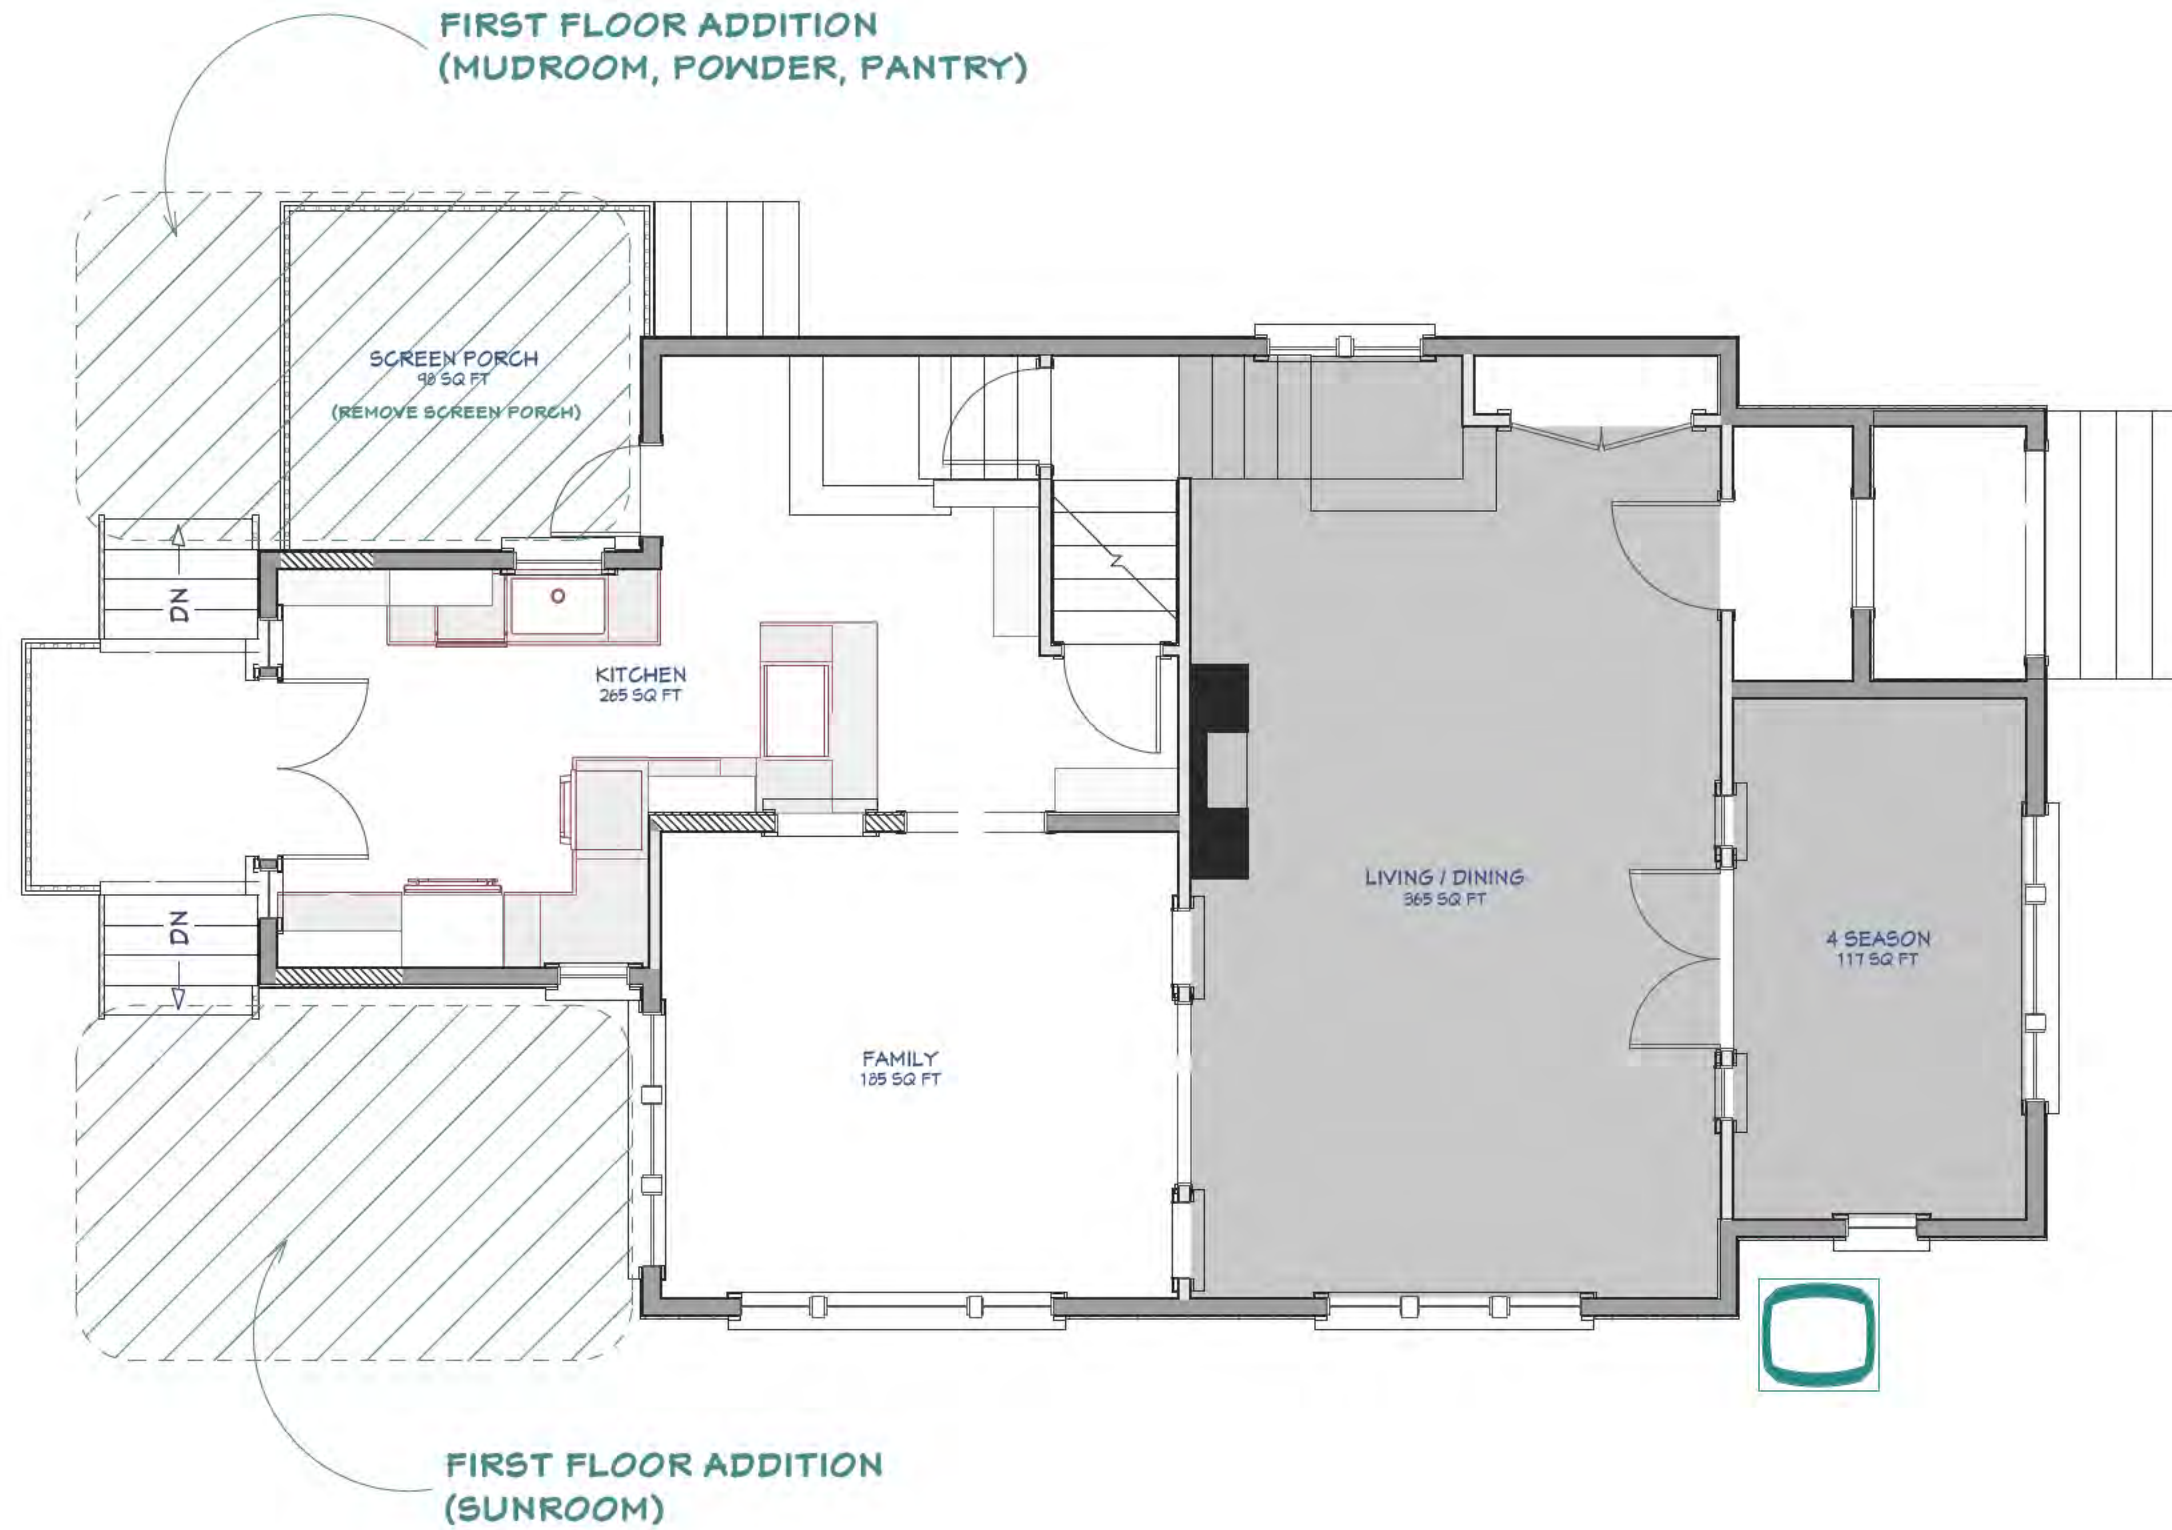 FIRST FLOOR ADDITION
(MUDROOM, POWDER, PANTRY)
SCREEN PORCH
98 SQ FT
(REMOVE SCREEN PORCH)
DN
KITCHEN
265 SQ FT
LIVING / DINING
365 SQ FT
DN
4 SEASON
117 SQ FT
FAMILY
185 SQ FT
FIRST FLOOR ADDITION
(SUNROOM)